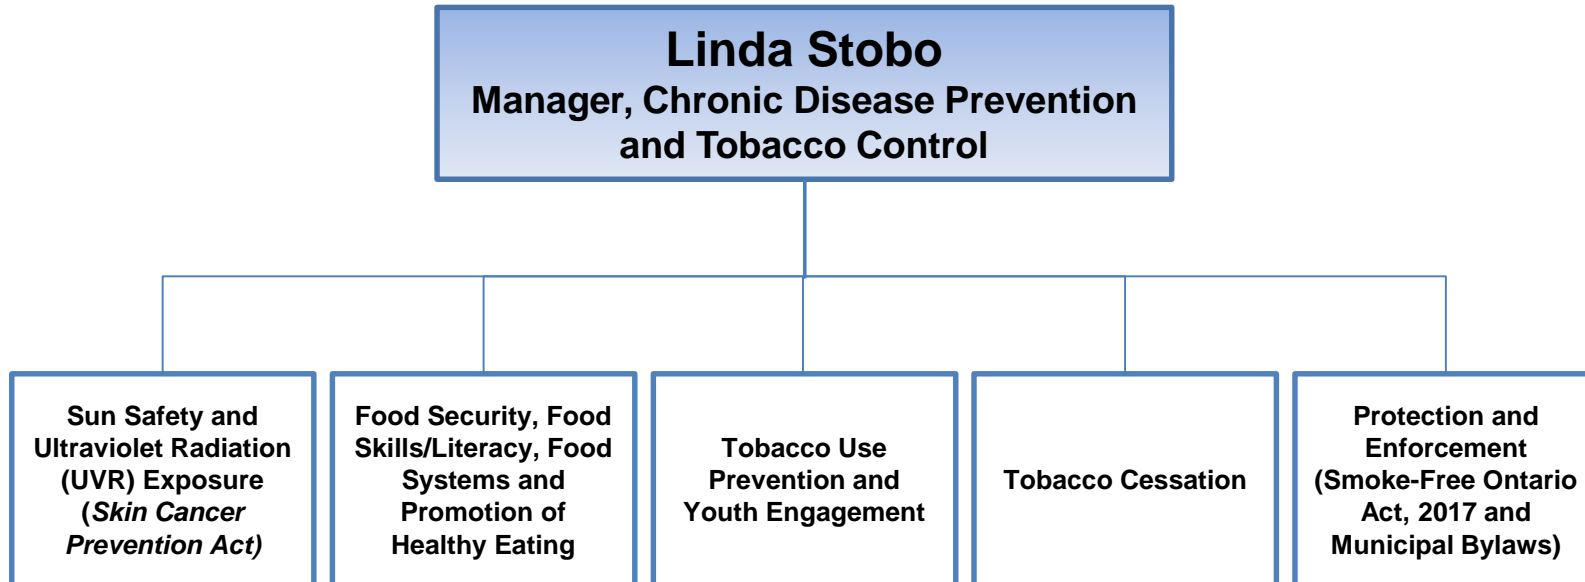 Linda Stobo
Manager, Chronic Disease Prevention
and Tobacco Control
Sun Safety and
Ultraviolet Radiation
(UVR) Exposure
(Skin Cancer
Prevention Act)
Food Security, Food
Skills/Literacy, Food
Systems and
Promotion of
Healthy Eating
Tobacco Use
Prevention and
Youth Engagement
Tobacco Cessation
Protection and
Enforcement
(Smoke-Free Ontario
Act, 2017 and
Municipal Bylaws)